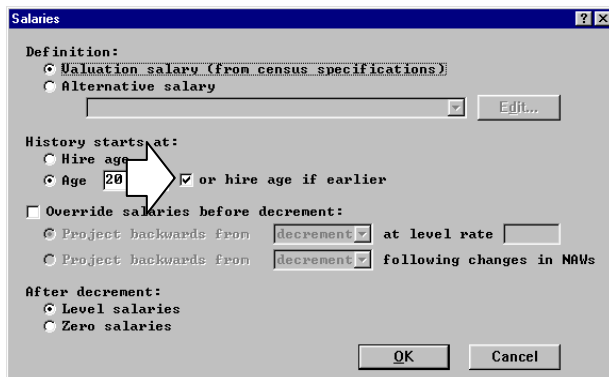 Salaries
Definition:
Valuation salary (from census specifications)
Alternative salary
Edit...
History starts at:
Hire age
Age 20 or hire age if earlier
Override salaries before decrement:
Project backwards from decrement at level rate
Project backwards from decrement following changes in NAWs
After decrement:
Level salaries
Zero salaries
OK Cancel